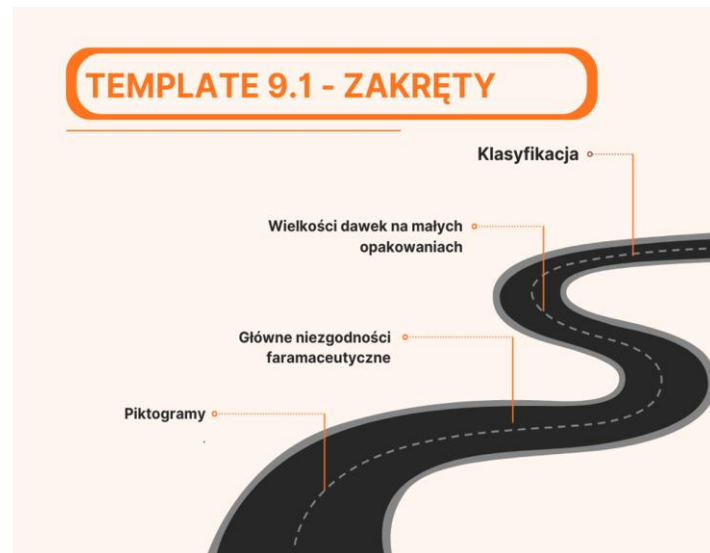 TEMPLATE 9.1 - ZAKRĘTY
Klasyfikacja
Wielkości dawek na małych
opakowaniach
Główne niezgodności
faramaceutyczne
Piktogramy